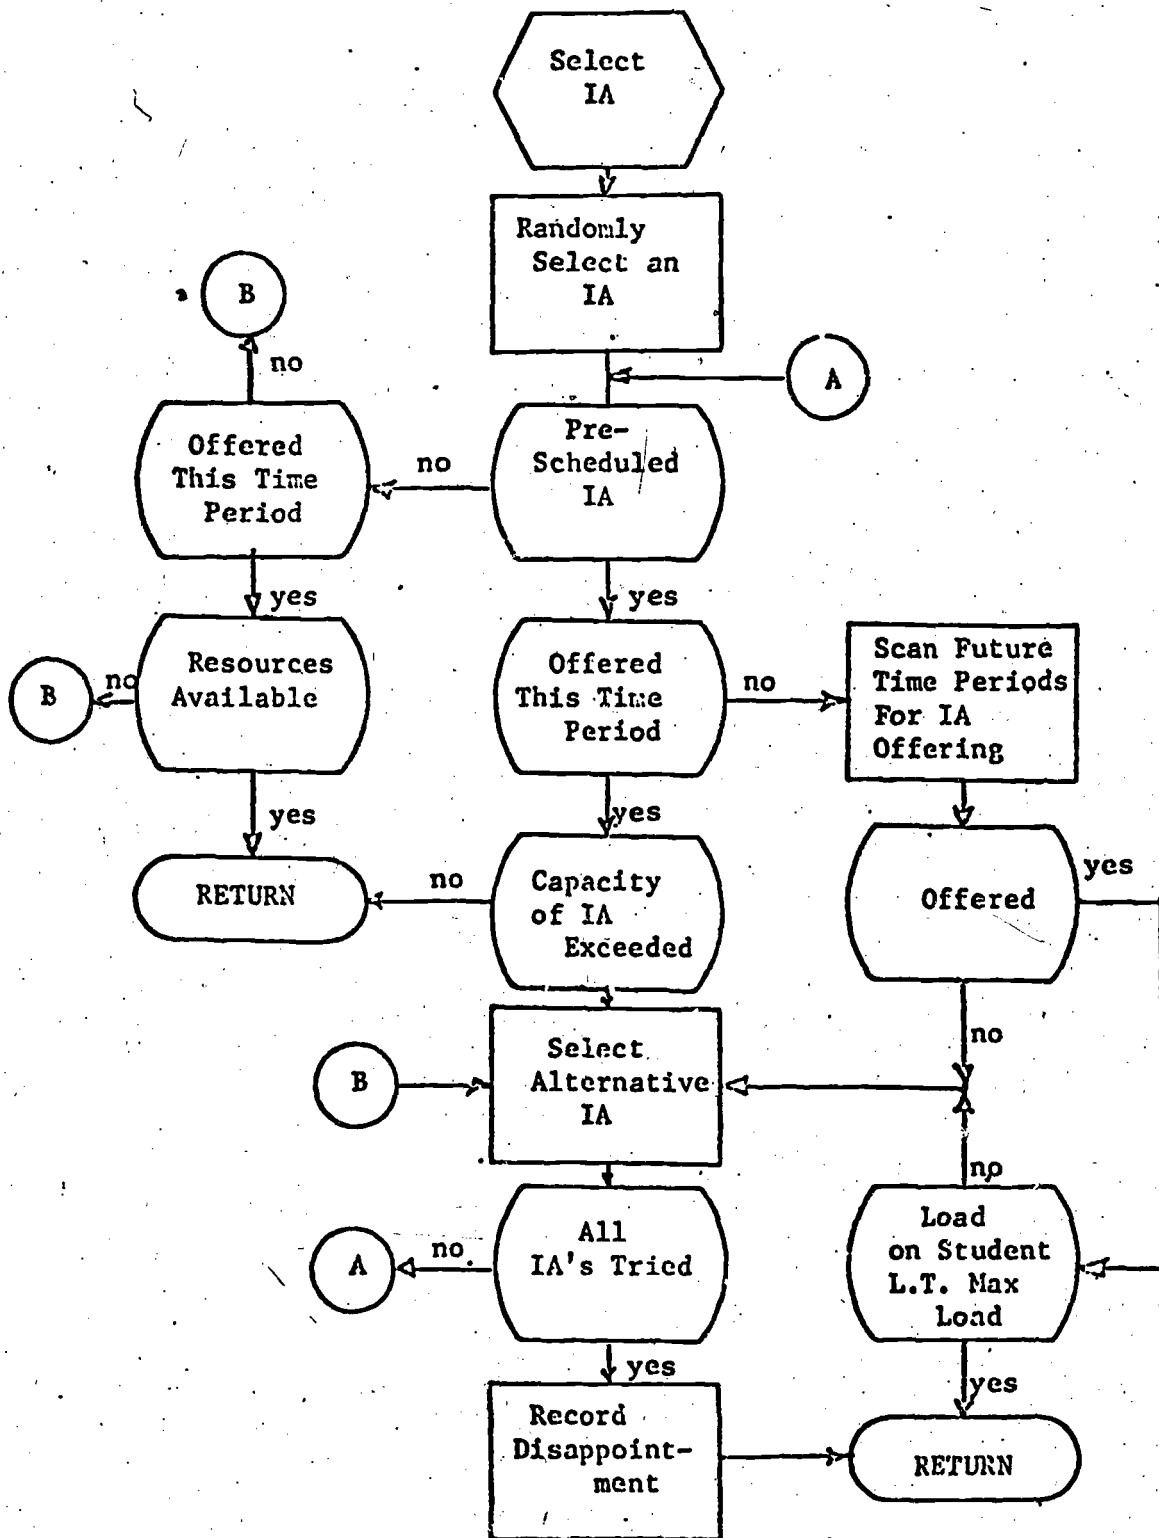 Select
IA
Randomly
Select an
IA
B
no
A
Offered
This Time
Period
no
Pre-
Scheduled
IA
yes
yes
B
no
Resources
Available
Offered
This Time
Period
no
Scan Future
Time Periods
For IA
Offering
yes
yes
RETURN
no
Capacity
of IA
Exceeded
Offered
yes
no
B
Select
Alternative
IA
no
A
no
All
IA's Tried
Load
on Student
L.T. Max
Load
yes
yes
Record
Disappoint-
ment
RETURN